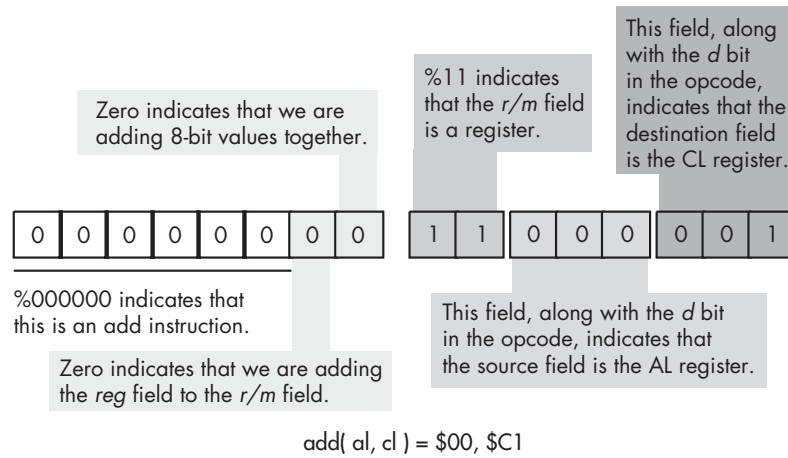 This field, along
with the d bit
in the opcode,
indicates that the
destination field
is the CL register.
%11 indicates
that the r/m field
is a register.
Zero indicates that we are
adding 8-bit values together.
0 0 0 0 0 0 0 0 1 1 0 0 0 0 0 1
%000000 indicates that
this is an add instruction.
This field, along with the d bit
in the opcode, indicates that
the source field is the AL register.
Zero indicates that we are adding
the reg field to the r/m field.
add( al, cl ) = $00, $C1